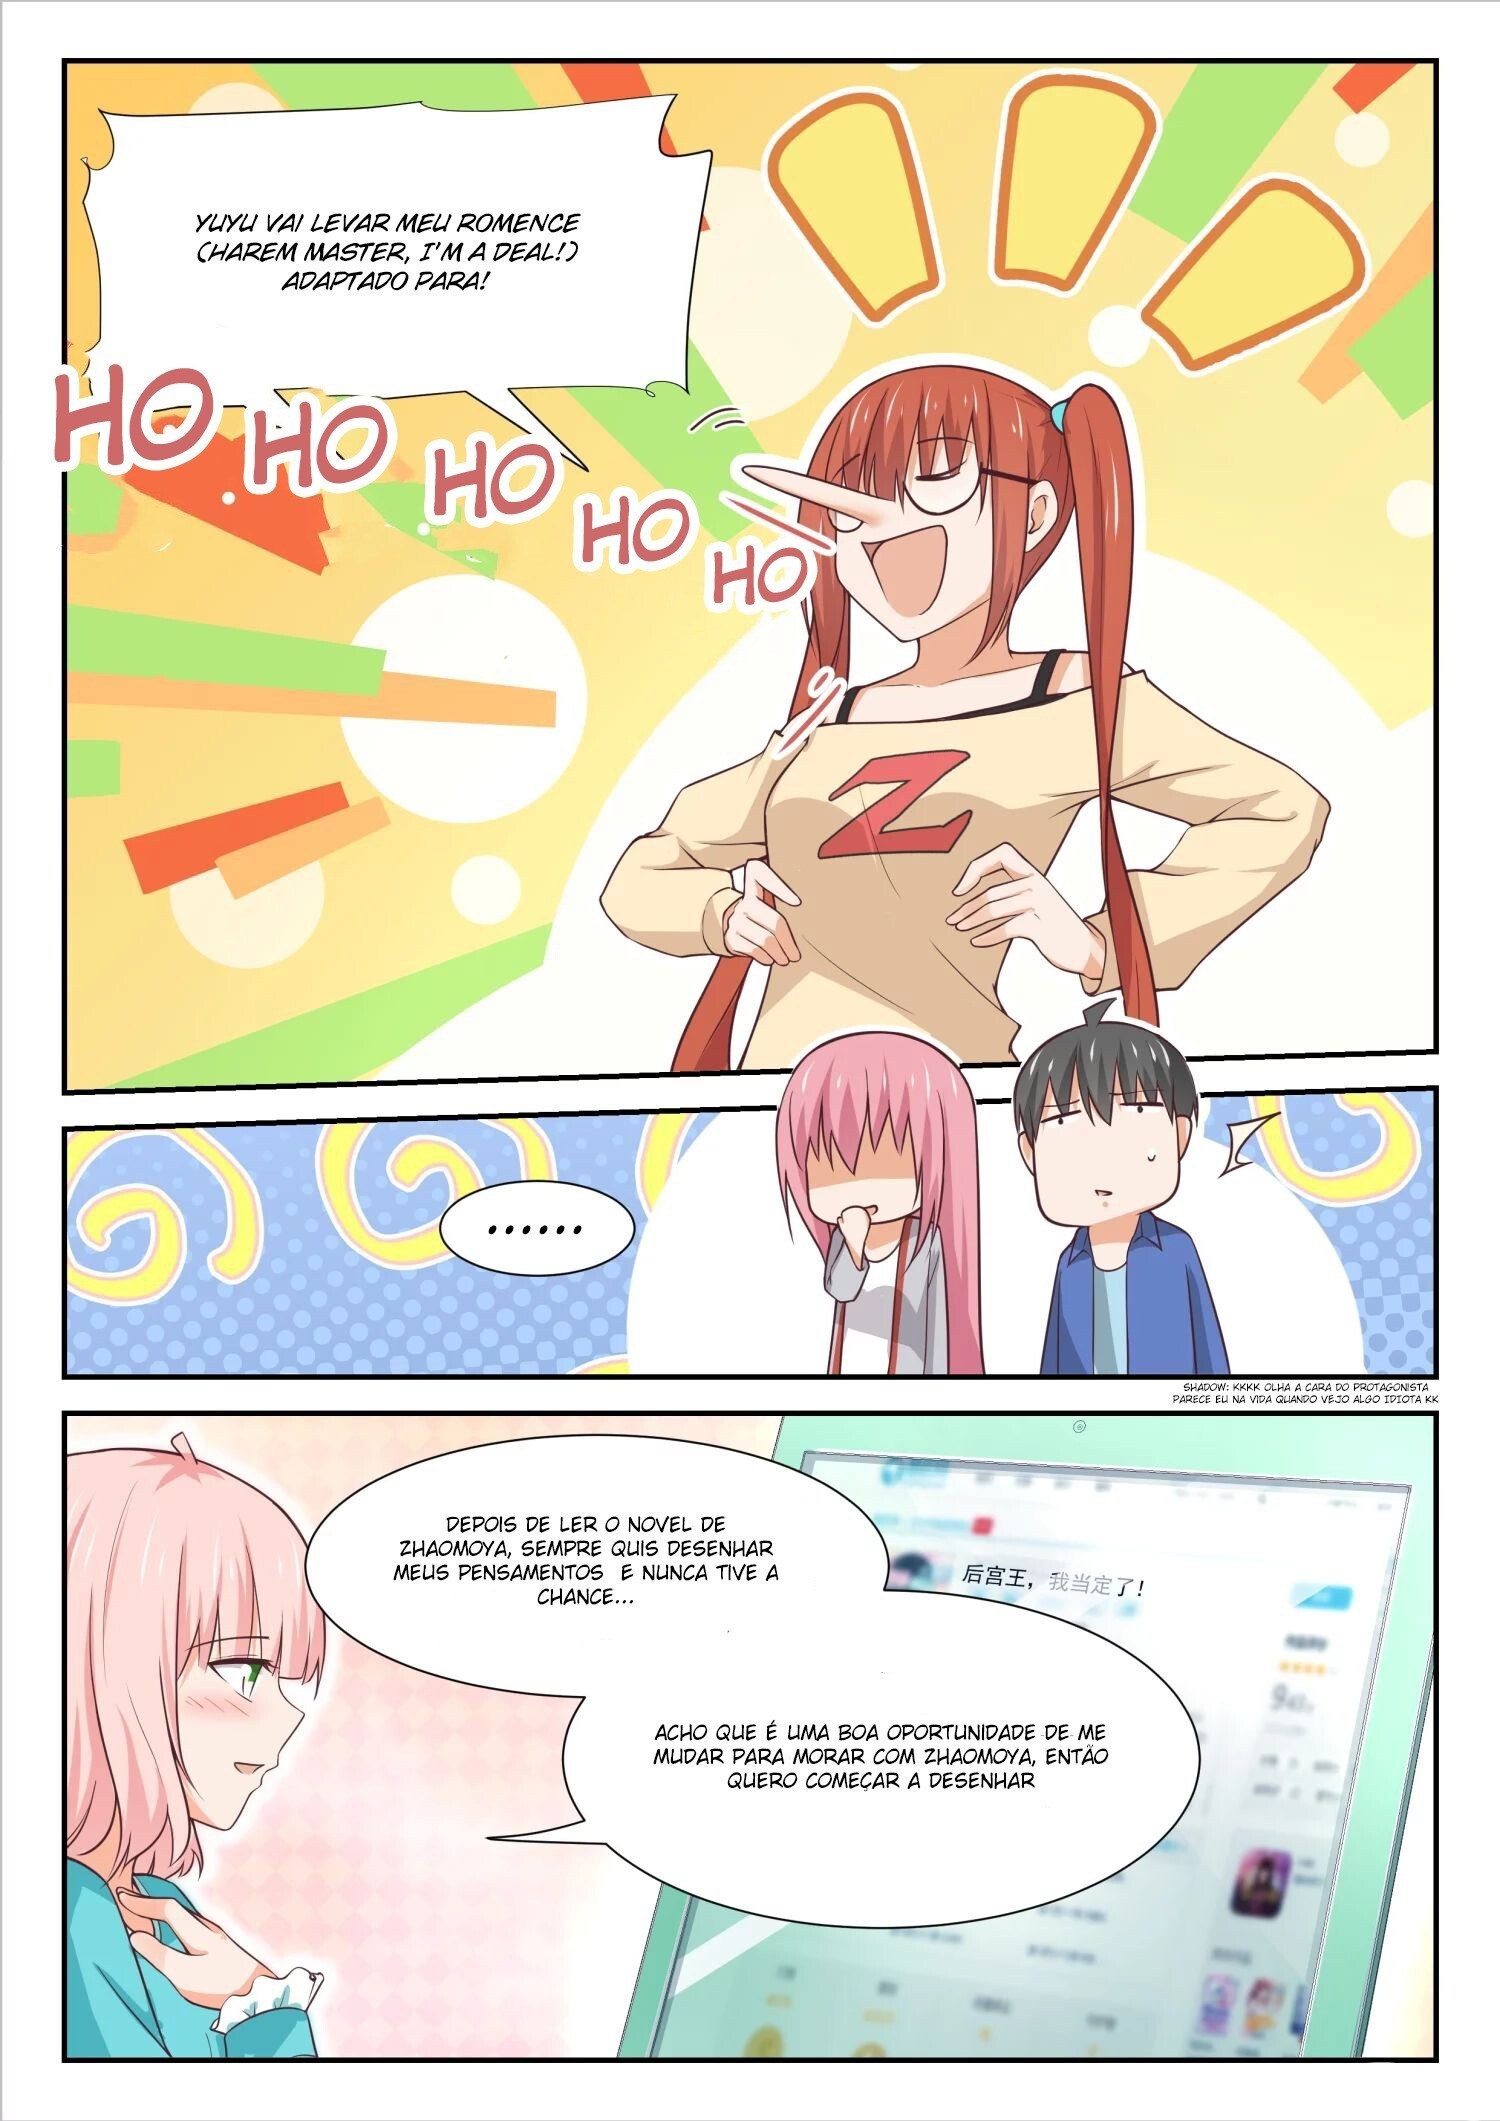 YUYU VAI LEVAR MEU ROMENCE
(HAREM MASTER, I'M A DEAL!)
ADAPTADO PARA!
HO HO HO HO HO
......
SHADOW: KKKK OLHA A CARA DO PROTAGONISTA
PARECE EU NA VIDA QUANDO VEJO ALGO IDIOTA KK
DEPOIS DE LER O NOVEL DE
ZHAOMOYA, SEMPRE QUIS DESENHAR
MEUS PENSAMENTOS E NUNCA TIVE A
CHANCE...
后宫王，我当定了！
ACHO QUE É UMA BOA OPORTUNIDADE DE ME
MUDAR PARA MORAR COM ZHAOMOYA, ENTÃO
QUERO COMEÇAR A DESENHAR
Z